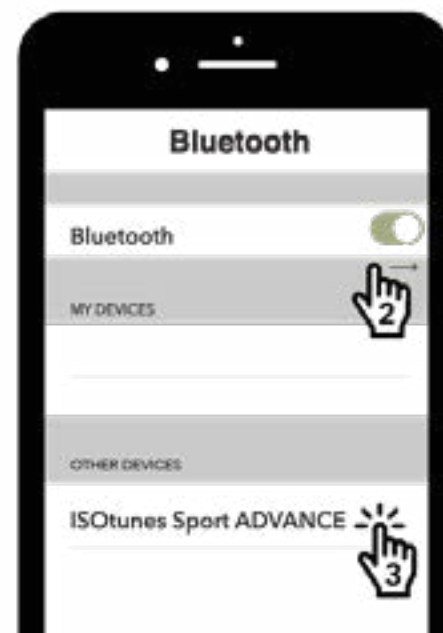 Bluetooth
Bluetooth
2
MY DEVICES
OTHER DEVICES
ISOtunes Sport ADVANCE
3